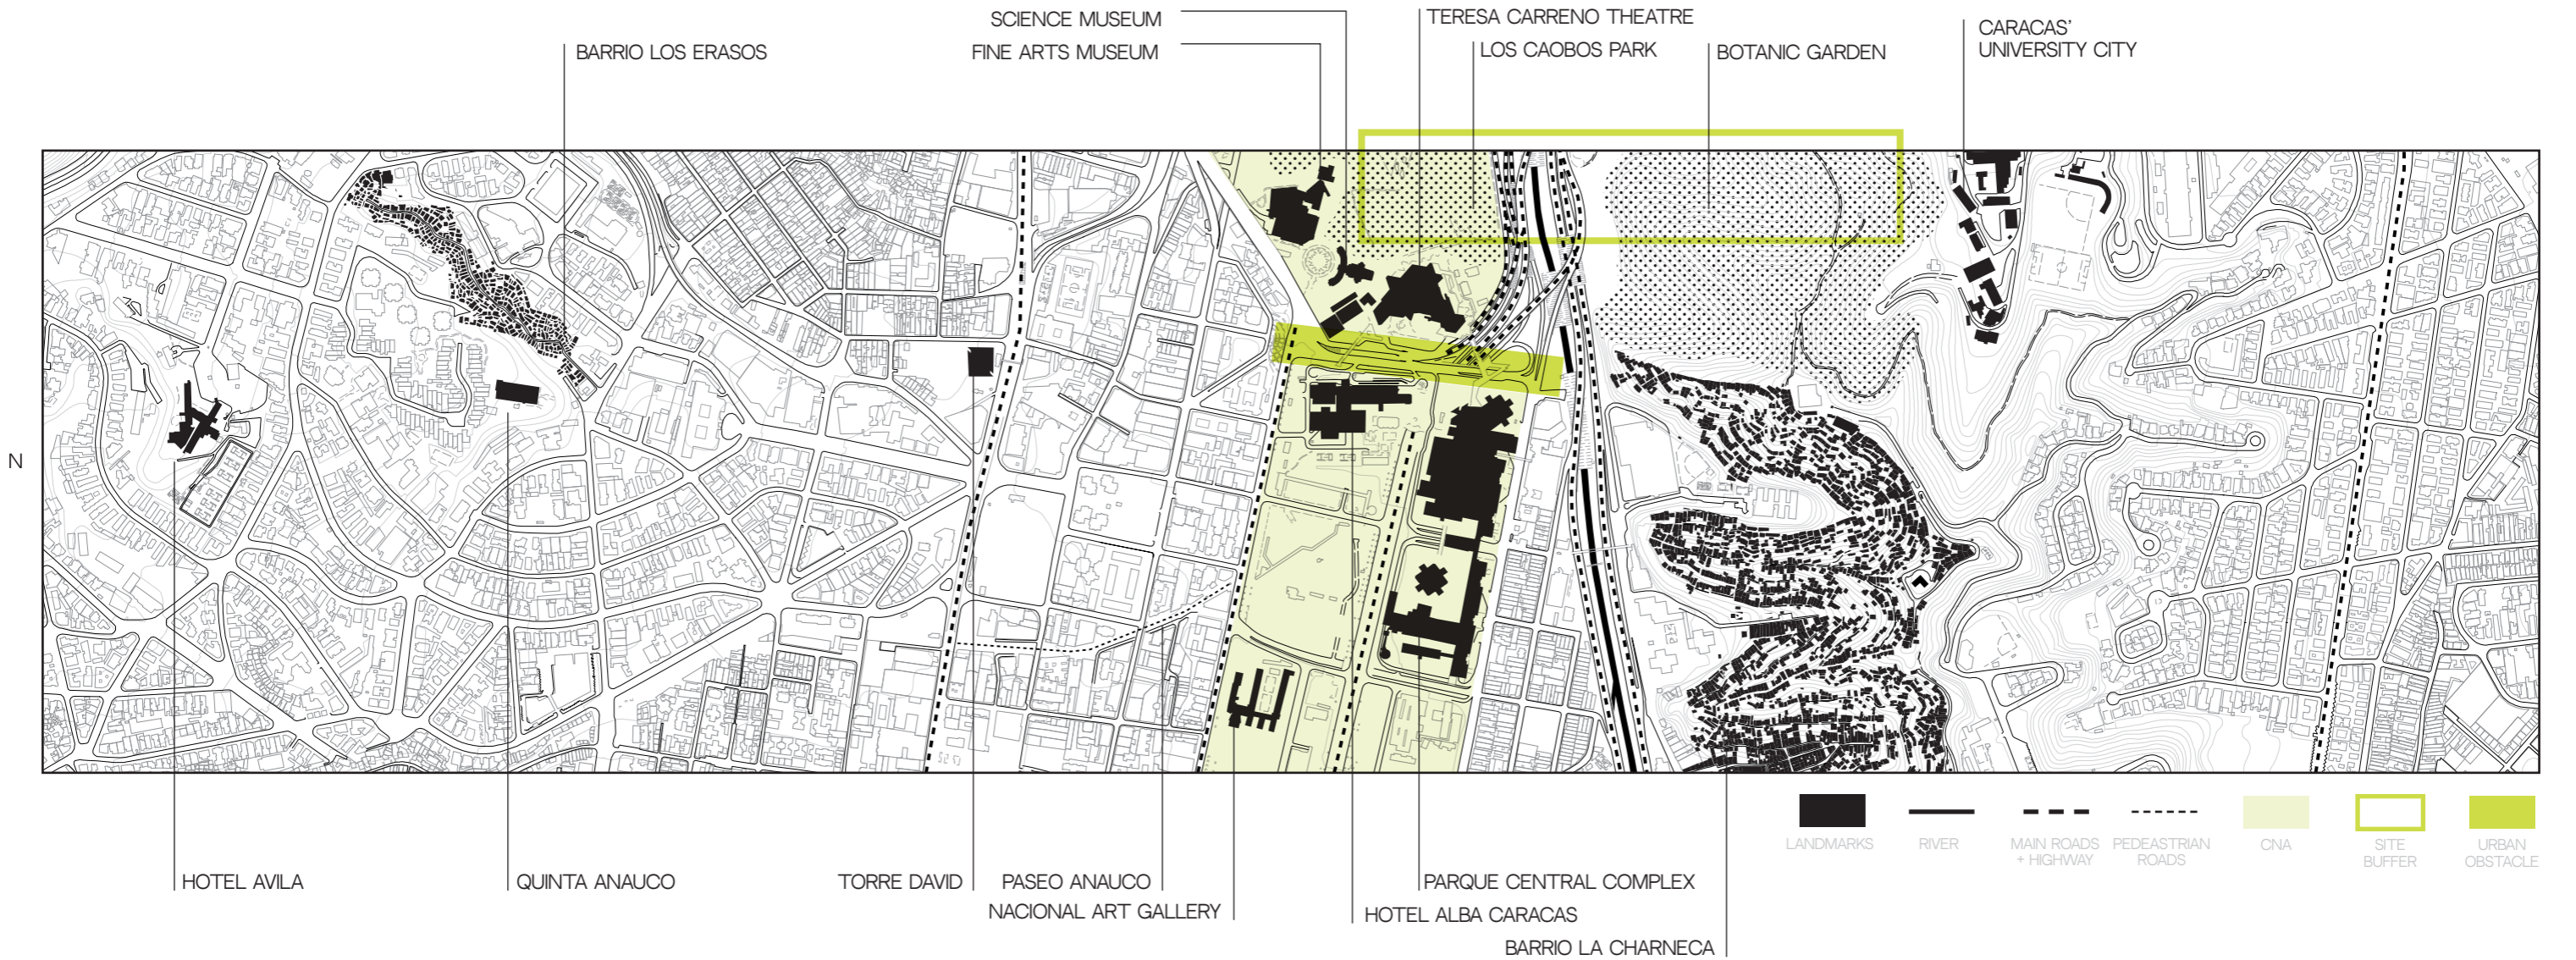 SCIENCE MUSEUM
FINE ARTS MUSEUM
TERESA CARRENO THEATRE
LOS CAOBOS PARK
BARRIO LOS ERASOS
BOTANIC GARDEN
CARACAS'
UNIVERSITY CITY
N
LANDMARKS
RIVER
MAIN ROADS
+ HIGHWAY
PEDEASTRIAN
ROADS
CNA
SITE
BUFFER
URBAN
OBSTACLE
HOTEL AVILA
QUINTA ANAUCO
TORRE DAVID
PASEO ANAUCO
NACIONAL ART GALLERY
PARQUE CENTRAL COMPLEX
HOTEL ALBA CARACAS
BARRIO LA CHARNECA